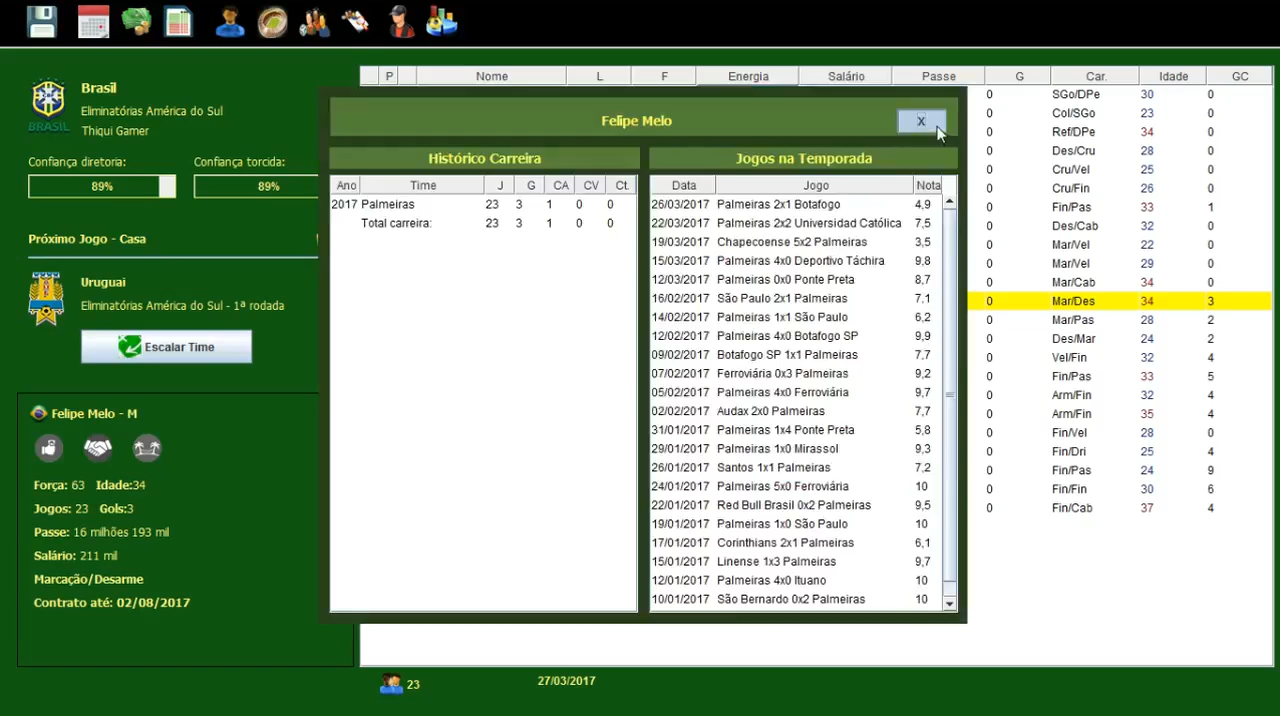 P Nome L F Energia Salário Passe G Car. Idade GC
Brasil
Eliminatórias América do Sul
Thiqui Gamer
BRASIL
Confiança diretoria: Confiança torcida:
89% 89%
Próximo Jogo - Casa
Uruguai
Eliminatórias América do Sul - 1ª rodada
Escalar Time
Felipe Melo - M
Força: 63 Idade:34
Jogos: 23 Gols:3
Passe: 16 milhões 193 mil
Salário: 211 mil
Marcação/Desarme
Contrato até: 02/08/2017
Felipe Melo X
Histórico Carreira
Ano Time J G CA CV Ct.
2017 Palmeiras 23 3 1 0 0
Total carreira: 23 3 1 0 0
Jogos na Temporada
Data Jogo Nota
26/03/2017 Palmeiras 2x1 Botafogo 4,9
22/03/2017 Palmeiras 2x2 Universidad Católica 7,5
19/03/2017 Chapecoense 5x2 Palmeiras 3,5
15/03/2017 Palmeiras 4x0 Deportivo Táchira 9,8
12/03/2017 Palmeiras 0x0 Ponte Preta 8,7
16/02/2017 São Paulo 2x1 Palmeiras 7,1
14/02/2017 Palmeiras 1x1 São Paulo 6,2
12/02/2017 Palmeiras 4x0 Botafogo SP 9,9
09/02/2017 Botafogo SP 1x1 Palmeiras 7,7
07/02/2017 Ferroviária 0x3 Palmeiras 9,2
05/02/2017 Palmeiras 4x0 Ferroviária 9,7
02/02/2017 Audax 2x0 Palmeiras 7,7
31/01/2017 Palmeiras 1x4 Ponte Preta 5,8
29/01/2017 Palmeiras 1x0 Mirassol 9,3
26/01/2017 Santos 1x1 Palmeiras 7,2
24/01/2017 Palmeiras 5x0 Ferroviária 10
22/01/2017 Red Bull Brasil 0x2 Palmeiras 9,5
19/01/2017 Palmeiras 1x0 São Paulo 10
17/01/2017 Corinthians 2x1 Palmeiras 6,1
15/01/2017 Linense 1x3 Palmeiras 9,7
12/01/2017 Palmeiras 4x0 Ituano 10
10/01/2017 São Bernardo 0x2 Palmeiras 10
0 SGo/DPe 30 0
0 Col/SGo 23 0
0 Ref/DPe 34 0
0 Des/Cru 28 0
0 Cru/Vel 25 0
0 Cru/Fin 26 0
0 Fin/Pas 33 1
0 Des/Cab 32 0
0 Mar/Vel 22 0
0 Mar/Vel 29 0
0 Mar/Cab 34 0
0 Mar/Des 34 3
0 Mar/Pas 28 2
0 Des/Mar 24 2
0 Vel/Fin 32 4
0 Fin/Pas 33 5
0 Arm/Fin 32 4
0 Arm/Fin 35 4
0 Fin/Vel 28 0
0 Fin/Dri 25 4
0 Fin/Pas 24 9
0 Fin/Fin 30 6
0 Fin/Cab 37 4
23 27/03/2017